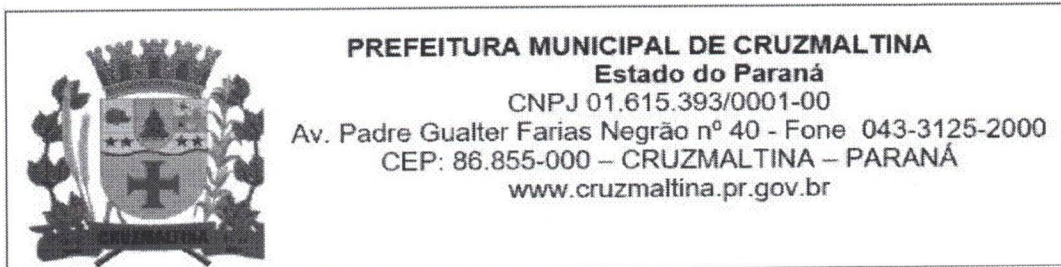 PREFEITURA MUNICIPAL DE CRUZMALTINA
Estado do Paraná
CNPJ 01.615.393/0001-00
Av. Padre Gualter Farias Negrão nº 40 - Fone 043-3125-2000
CEP: 86.855-000 – CRUZMALTINA – PARANÁ
www.cruzmaltina.pr.gov.br
CRUZMALTINA